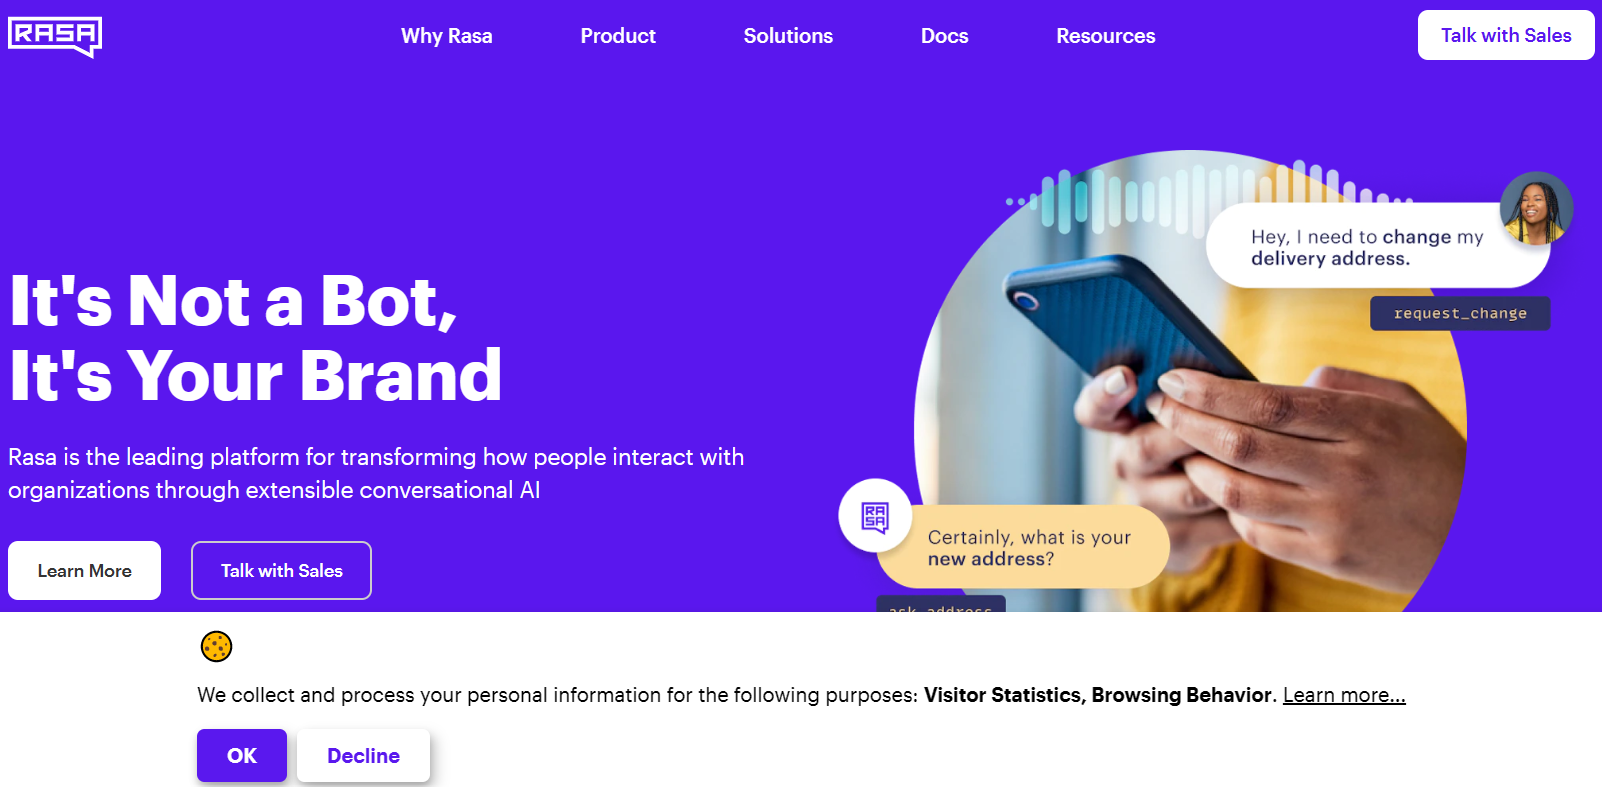 RASA
Why Rasa
Product
Solutions
Docs
Resources
Talk with Sales
It's Not a Bot,
It's Your Brand
Rasa is the leading platform for transforming how people interact with
organizations through extensible conversational AI
Learn More
Talk with Sales
Hey, I need to change my
delivery address.
request_change
RA
SA
Certainly, what is your
new address?
ask_address
We collect and process your personal information for the following purposes: Visitor Statistics, Browsing Behavior. Learn more...
OK
Decline